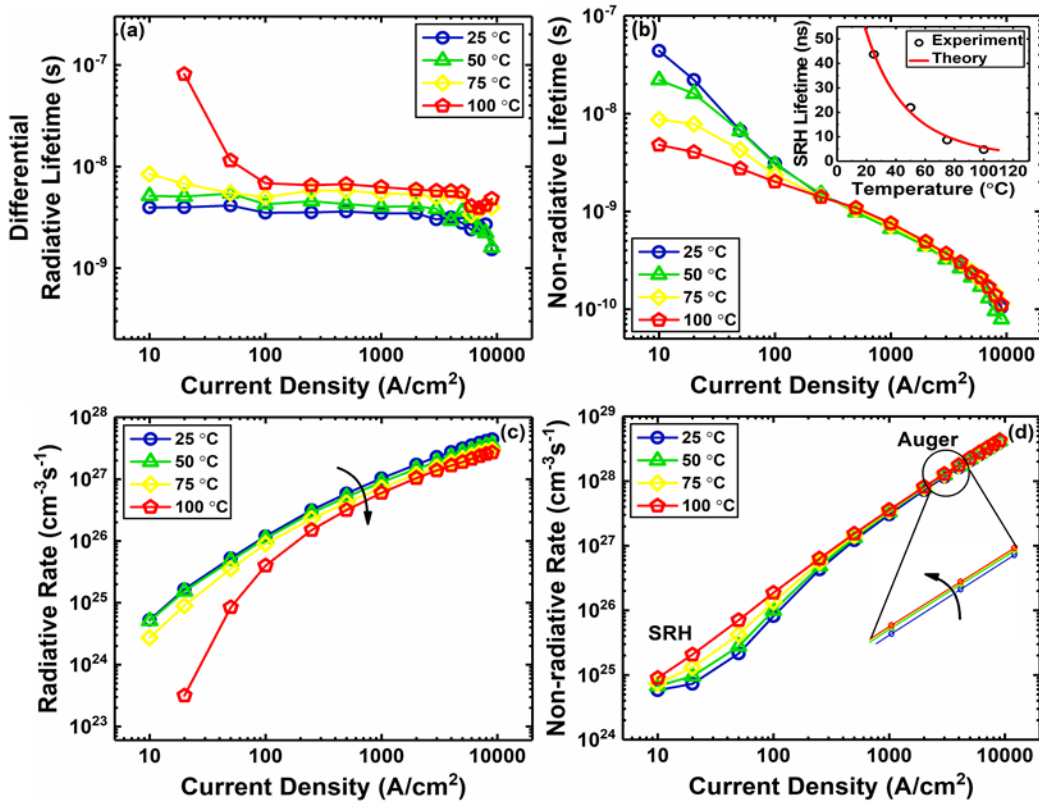 (a)
25 °C
50 °C
75 °C
100 °C
10⁻⁷
10⁻⁸
10⁻⁹
Differential
Radiative Lifetime (s)
10 100 1000 10000
Current Density (A/cm²)
(b)
10⁻⁷
10⁻⁸
10⁻⁹
10⁻¹⁰
Non-radiative Lifetime (s)
50
40
30
20
10
0
SRH Lifetime (ns)
Experiment
Theory
0 20 40 60 80 100 120
Temperature (°C)
25 °C
50 °C
75 °C
100 °C
10 100 1000 10000
Current Density (A/cm²)
(c)
25 °C
50 °C
75 °C
100 °C
10²⁸
10²⁷
10²⁶
10²⁵
10²⁴
10²³
Radiative Rate (cm⁻³s⁻¹)
10 100 1000 10000
Current Density (A/cm²)
(d)
25 °C
50 °C
75 °C
100 °C
Auger
SRH
10²⁹
10²⁸
10²⁷
10²⁶
10²⁵
10²⁴
Non-radiative Rate (cm⁻³s⁻¹)
10 100 1000 10000
Current Density (A/cm²)